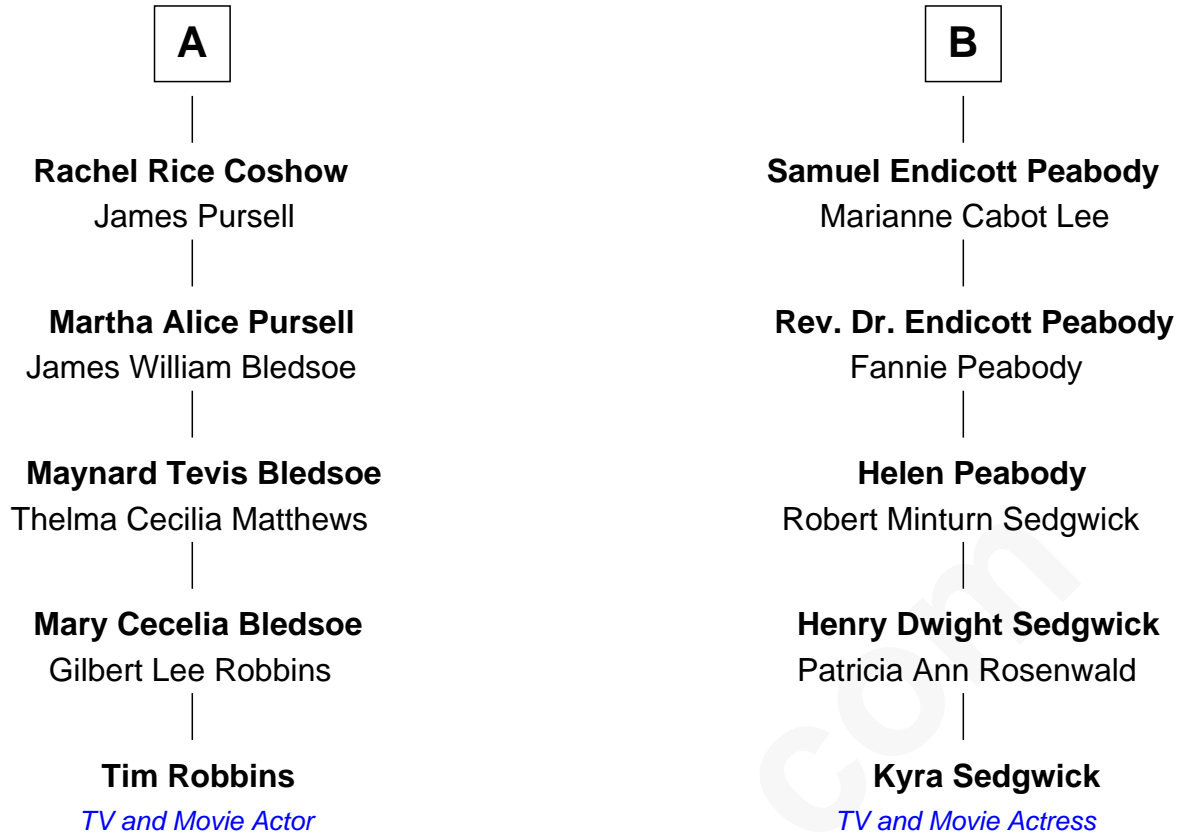 A
Rachel Rice Coshow
James Pursell
Martha Alice Pursell
James William Bledsoe
Maynard Tevis Bledsoe
Thelma Cecilia Matthews
Mary Cecelia Bledsoe
Gilbert Lee Robbins
Tim Robbins
TV and Movie Actor
B
Samuel Endicott Peabody
Marianne Cabot Lee
Rev. Dr. Endicott Peabody
Fannie Peabody
Helen Peabody
Robert Minturn Sedgwick
Henry Dwight Sedgwick
Patricia Ann Rosenwald
Kyra Sedgwick
TV and Movie Actress
com